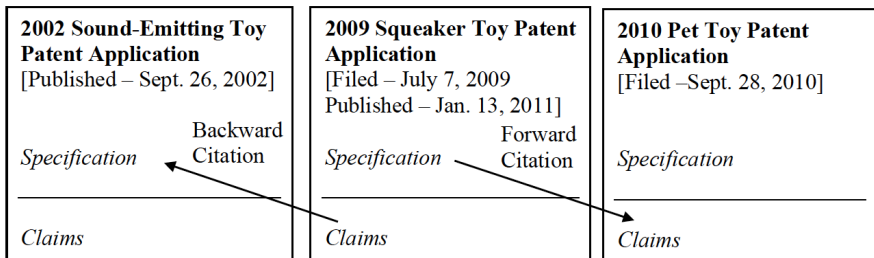 2002 Sound-Emitting Toy
Patent Application
[Published – Sept. 26, 2002]
Backward
Citation
Specification
Claims
2009 Squeaker Toy Patent
Application
[Filed – July 7, 2009
Published – Jan. 13, 2011]
Forward
Citation
Specification
Claims
2010 Pet Toy Patent
Application
[Filed –Sept. 28, 2010]
Specification
Claims